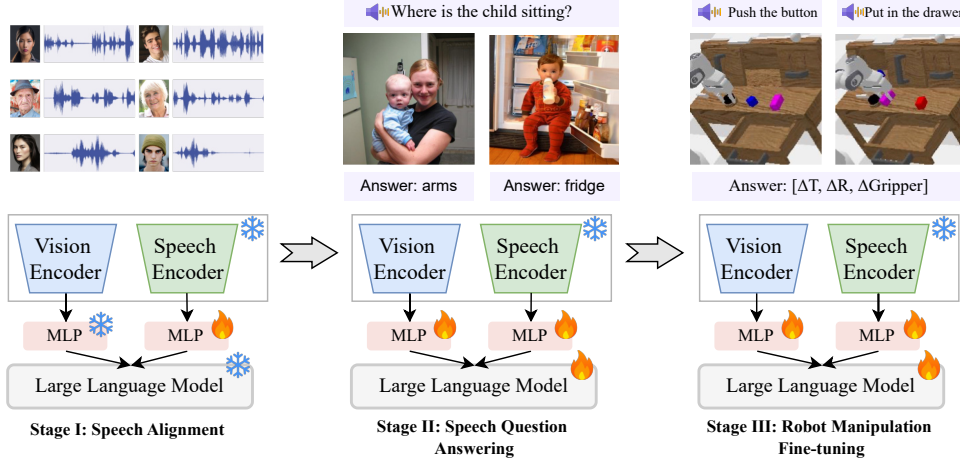 Where is the child sitting?
Push the button
Put in the drawer
Answer: arms
Answer: fridge
Answer: [ΔT, ΔR, ΔGripper]
Vision
Encoder
Speech
Encoder
MLP
MLP
Large Language Model
Stage I: Speech Alignment
Vision
Encoder
Speech
Encoder
MLP
MLP
Large Language Model
Stage II: Speech Question
Answering
Vision
Encoder
Speech
Encoder
MLP
MLP
Large Language Model
Stage III: Robot Manipulation
Fine-tuning